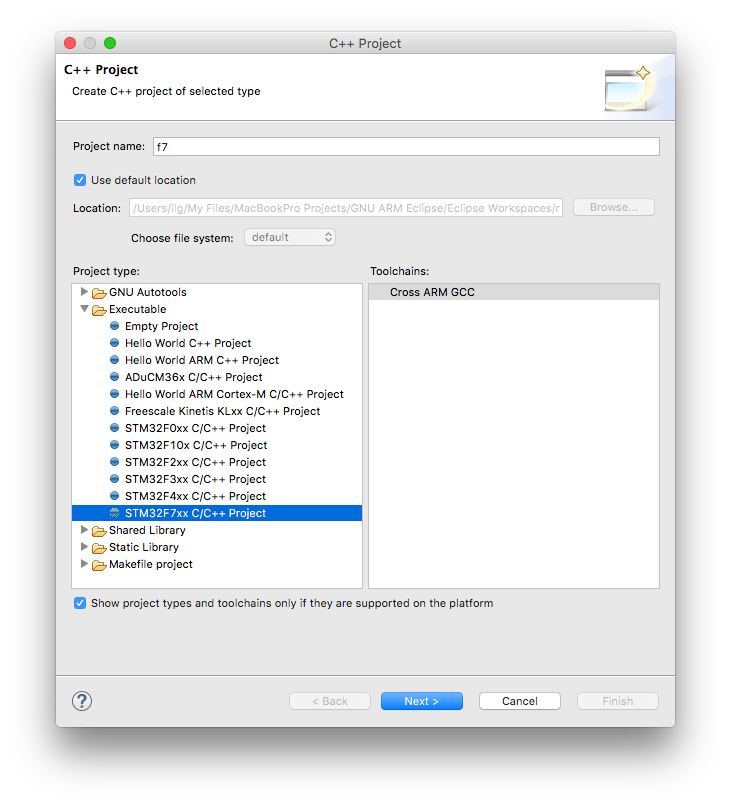 C++ Project
C++ Project
Create C++ project of selected type
Project name: f7
Use default location
Location: /Users/ilg/My Files/MacBookPro Projects/GNU ARM Eclipse/Eclipse Workspaces/r Browse...
Choose file system: default
Project type: Toolchains:
GNU Autotools Cross ARM GCC
Executable
Empty Project
Hello World C++ Project
Hello World ARM C++ Project
ADuCM36x C/C++ Project
Hello World ARM Cortex-M C/C++ Project
Freescale Kinetis KLxx C/C++ Project
STM32F0xx C/C++ Project
STM32F10x C/C++ Project
STM32F2xx C/C++ Project
STM32F3xx C/C++ Project
STM32F4xx C/C++ Project
STM32F7xx C/C++ Project
Shared Library
Static Library
Makefile project
Show project types and toolchains only if they are supported on the platform
? < Back Next > Cancel Finish